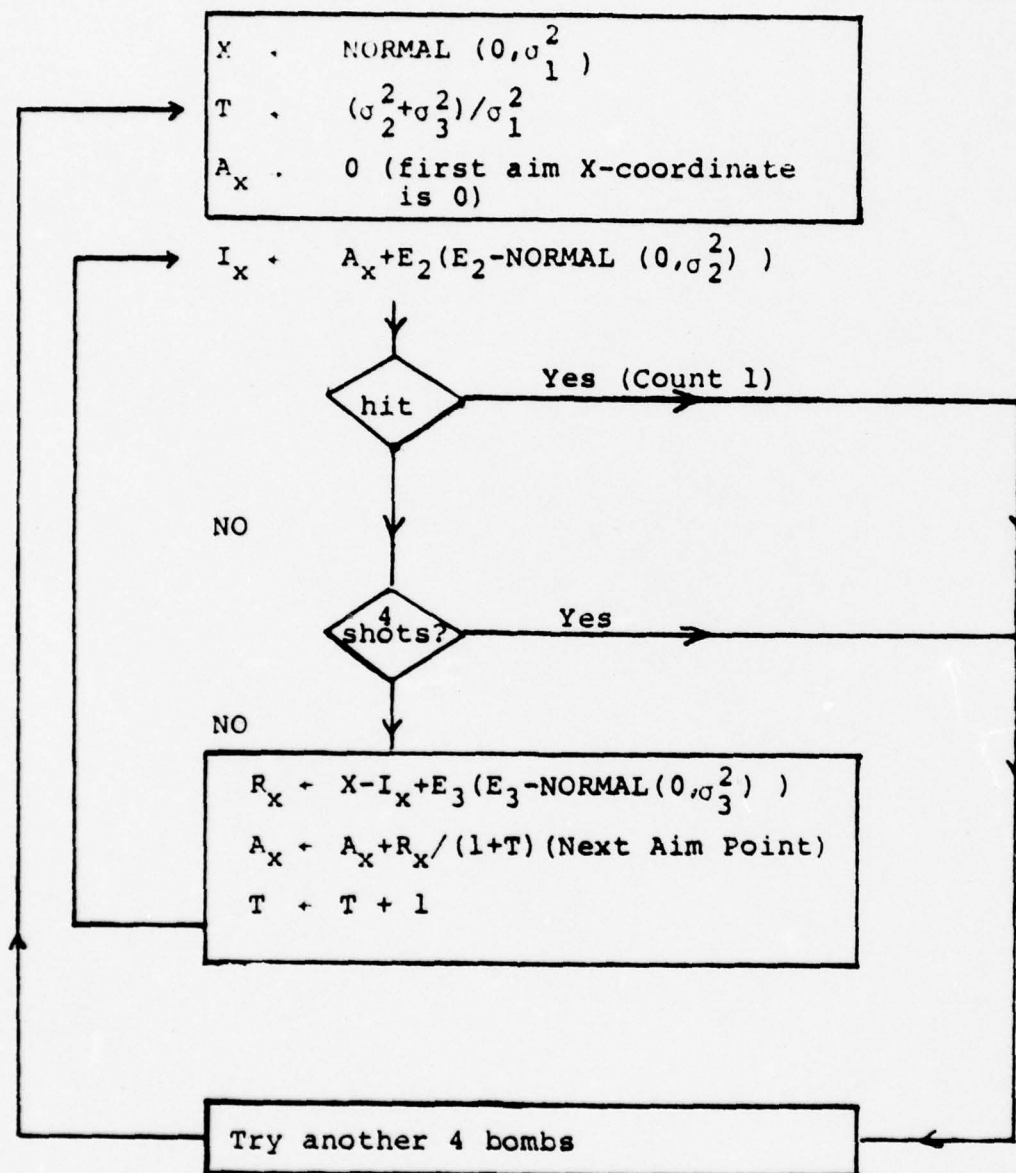 X ← NORMAL (0,σ₁²)
T ← (σ₂²+σ₃²)/σ₁²
Aₓ ← 0 (first aim X-coordinate
is 0)
Iₓ ← Aₓ+E₂(E₂-NORMAL (0,σ₂²) )
hit
Yes (Count 1)
NO
4
shots?
Yes
NO
Rₓ ← X-Iₓ+E₃(E₃-NORMAL(0,σ₃²) )
Aₓ ← Aₓ+Rₓ/(1+T)(Next Aim Point)
T ← T + 1
Try another 4 bombs